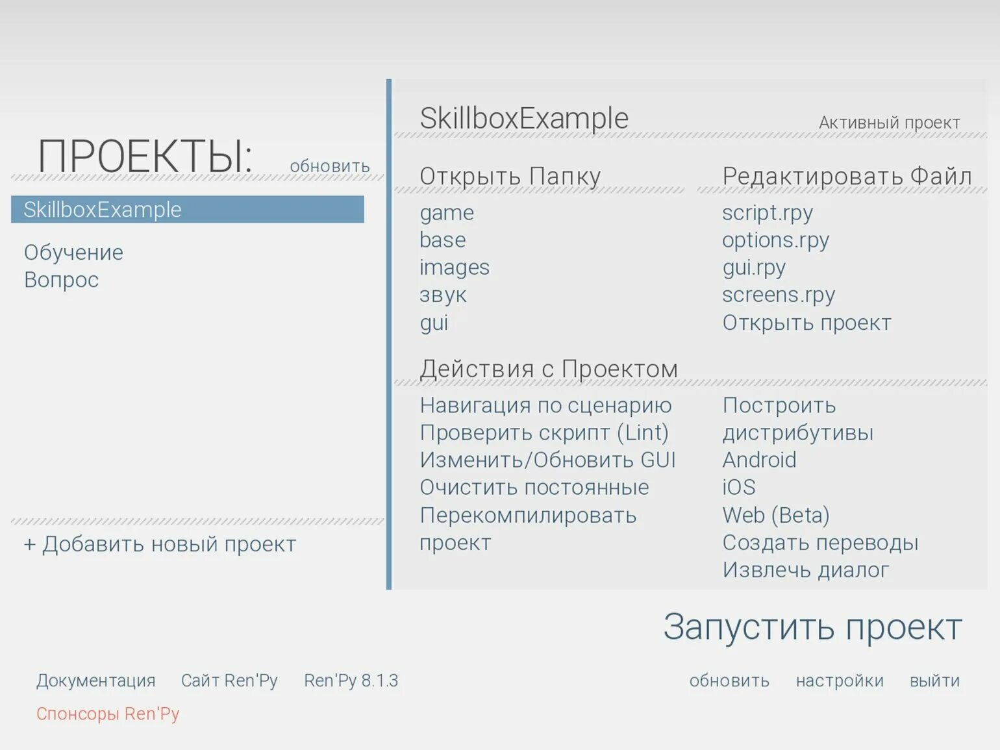 ПРОЕКТЫ:
обновить
SkillboxExample
Обучение
Вопрос
+ Добавить новый проект
SkillboxExample
Активный проект
Открыть Папку
game
base
images
звук
gui
Редактировать Файл
script.rpy
options.rpy
gui.rpy
screens.rpy
Открыть проект
Действия с Проектом
Навигация по сценарию
Проверить скрипт (Lint)
Изменить/Обновить GUI
Очистить постоянные
Перекомпилировать
проект
Построить
дистрибутивы
Android
iOS
Web (Beta)
Создать переводы
Извлечь диалог
Запустить проект
Документация
Сайт Ren'Py
Ren'Py 8.1.3
обновить
настройки
выйти
Спонсоры Ren'Py